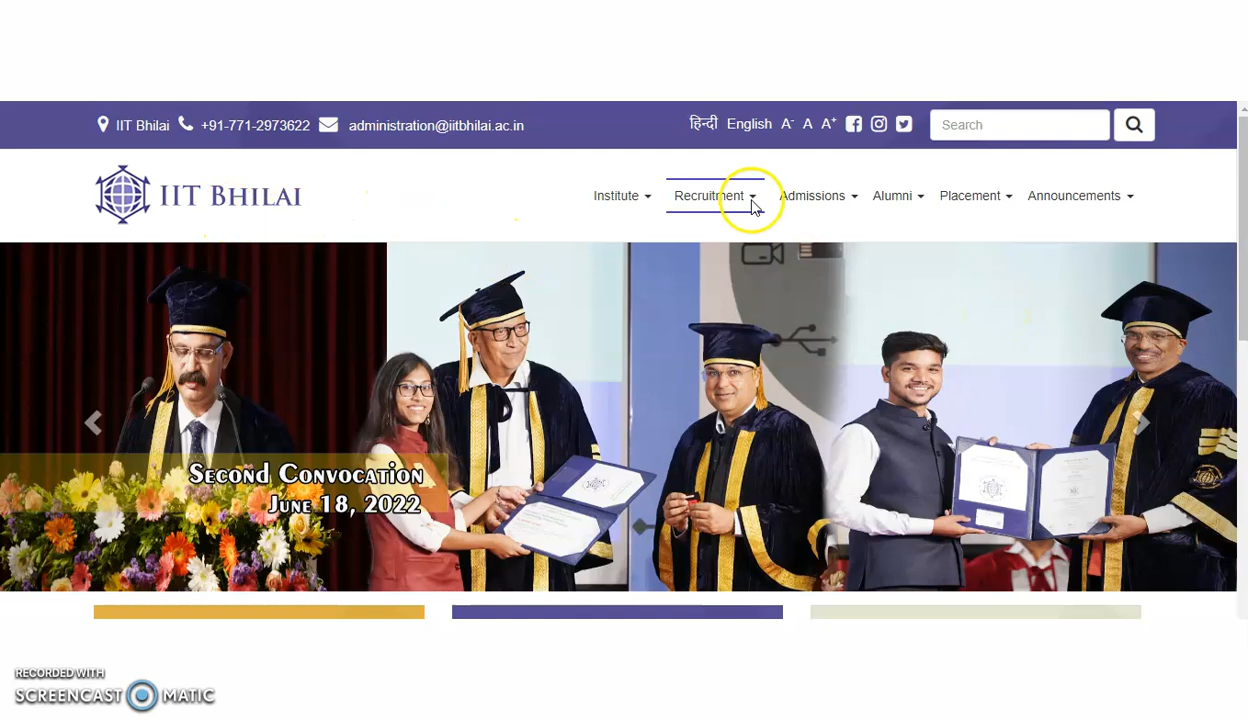 IIT Bhilai +91-771-2973622 administration@iitbhilai.ac.in हिन्दी English A- A A+ Search
IIT BHILAI Institute Recruitment Admissions Alumni Placement Announcements
SECOND CONVOCATION
JUNE 18, 2022
RECORDED WITH
SCREENCAST MATIC